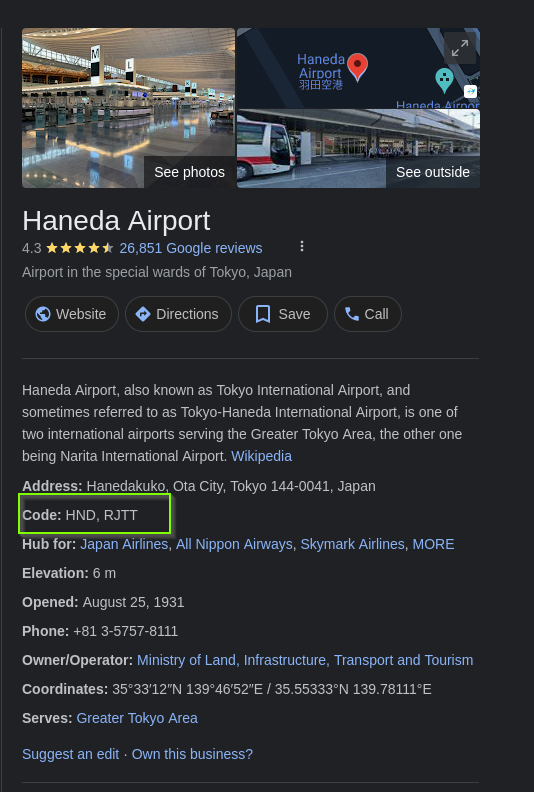 M
L
See photos
Haneda
Airport
羽田空港
See outside
Haneda Airport
4.3 26,851 Google reviews
Airport in the special wards of Tokyo, Japan
Website Directions Save Call
Haneda Airport, also known as Tokyo International Airport, and
sometimes referred to as Tokyo-Haneda International Airport, is one of
two international airports serving the Greater Tokyo Area, the other one
being Narita International Airport. Wikipedia
Address: Hanedakuko, Ota City, Tokyo 144-0041, Japan
Code: HND, RJTT
Hub for: Japan Airlines, All Nippon Airways, Skymark Airlines, MORE
Elevation: 6 m
Opened: August 25, 1931
Phone: +81 3-5757-8111
Owner/Operator: Ministry of Land, Infrastructure, Transport and Tourism
Coordinates: 35°33′12″N 139°46′52″E / 35.55333°N 139.78111°E
Serves: Greater Tokyo Area
Suggest an edit · Own this business?